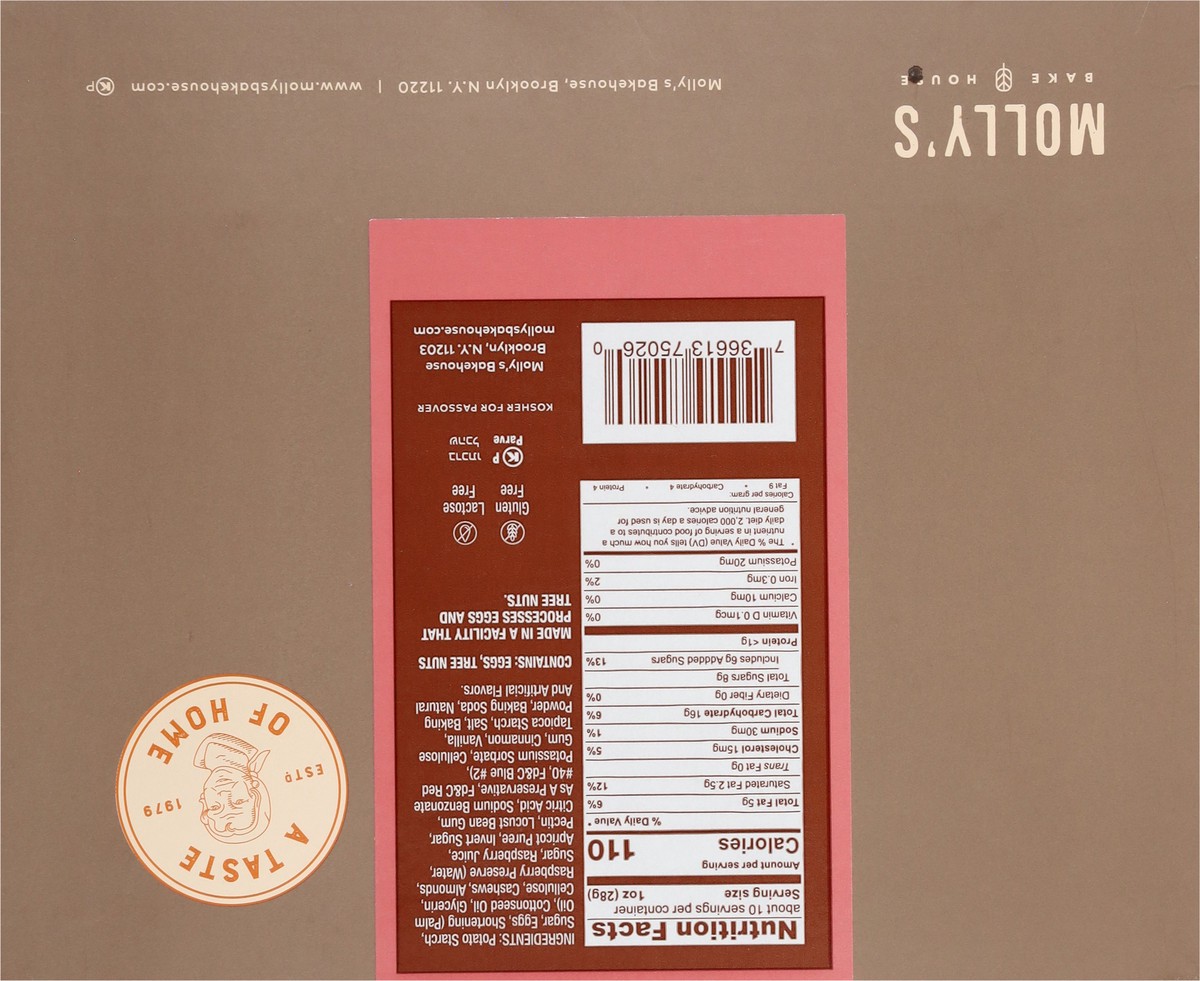 Nutrition Facts
about 10 servings per container
Serving size 1oz (28g)
Amount per serving
Calories 110
% Daily Value *
Total Fat 5g 6%
Saturated Fat 2.5g 12%
Trans Fat 0g
Cholesterol 15mg 5%
Sodium 30mg 1%
Total Carbohydrate 16g 6%
Dietary Fiber 0g 0%
Total Sugars 8g
Includes 6g Addded Sugars 13%
Protein <1g
Vitamin D 0.1mcg 0%
Calcium 10mg 0%
Iron 0.3mg 2%
Potassium 20mg 0%
* The % Daily Value (DV) tells you how much a
nutrient in a serving of food contributes to a
daily diet. 2,000 calories a day is used for
general nutrition advice.
Calories per gram:
Fat 9 • Carbohydrate 4 • Protein 4
7 36613 75026 0
INGREDIENTS: Potato Starch,
Sugar, Eggs, Shortening (Palm
Oil), Cottonseed Oil, Glycerin,
Cellulose, Cashews, Almonds,
Raspberry Preserve (Water,
Sugar, Raspberry Juice,
Apricot Puree, Invert Sugar,
Pectin, Locust Bean Gum,
Citric Acid, Sodium Benzonate
As A Preservative, Fd&C Red
#40, Fd&C Blue #2),
Potassium Sorbate, Cellulose
Gum, Cinnamon, Vanilla,
Tapioca Starch, Salt, Baking
Powder, Baking Soda, Natural
And Artificial Flavors.
CONTAINS: EGGS, TREE NUTS
MADE IN A FACILITY THAT
PROCESSES EGGS AND
TREE NUTS.
Gluten Free
Lactose Free
K P
Parve
ברכתו
שהכל
KOSHER FOR PASSOVER
Molly's Bakehouse
Brooklyn, N.Y. 11203
mollysbakehouse.com
A TASTE
ESTD 1979
OF HOME
MOLLY'S
BAKE HOUSE
Molly's Bakehouse, Brooklyn N.Y. 11220 | www.mollysbakehouse.com K P